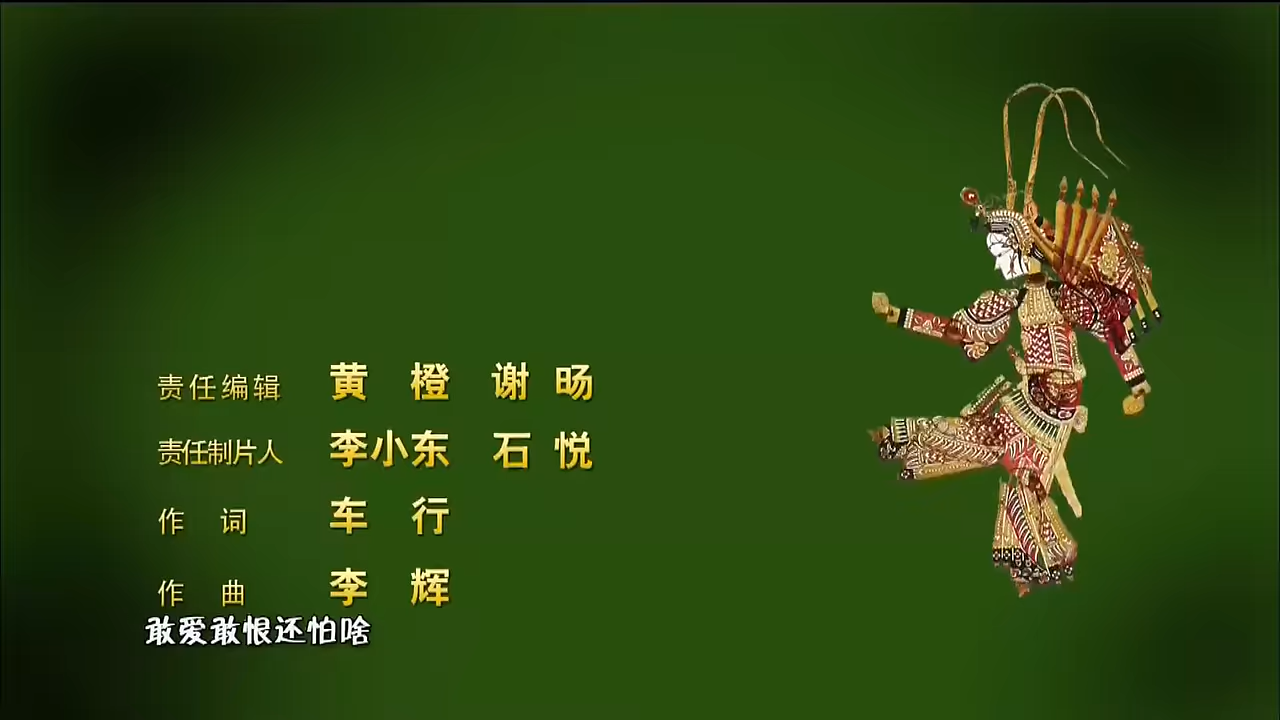 责任编辑 黄 橙 谢 旸
责任制片人 李小东 石 悦
作 词 车 行
作 曲 李 辉
敢爱敢恨还怕啥